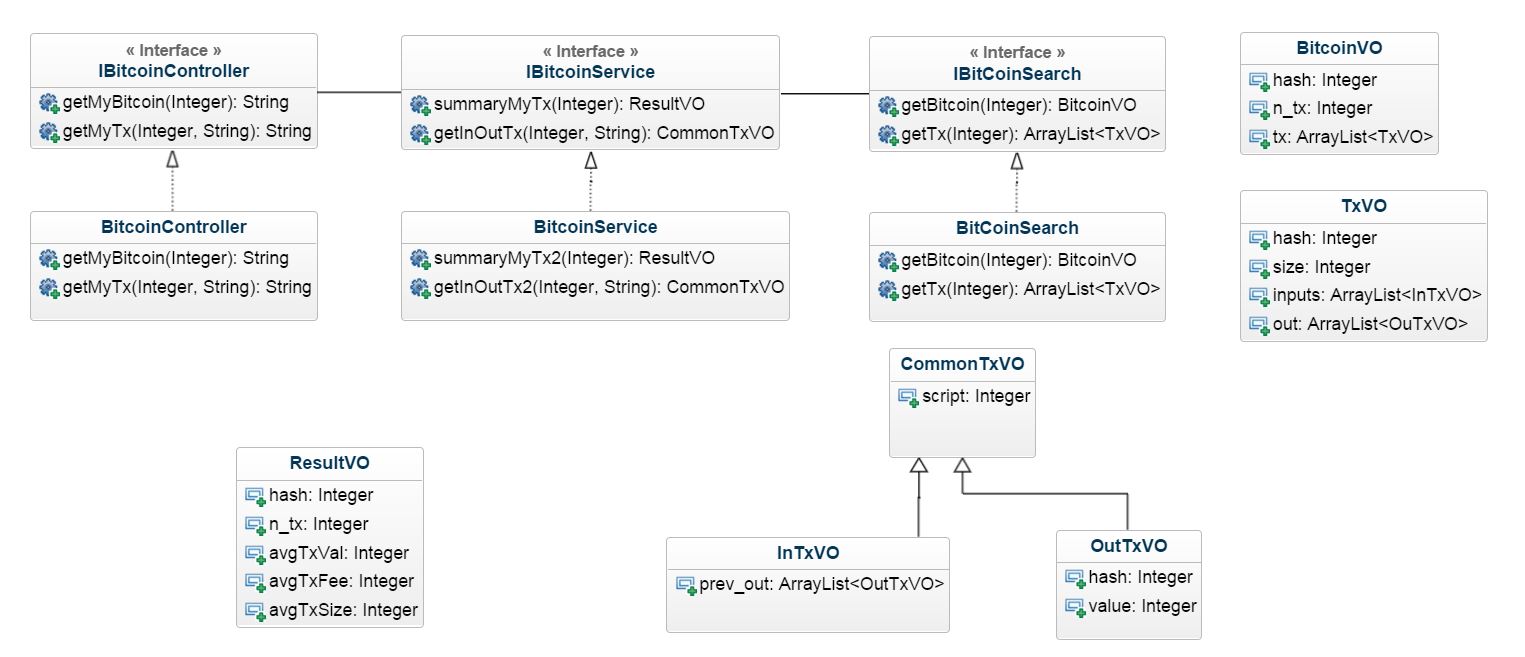 « Interface »
IBitcoinController
getMyBitcoin(Integer): String
getMyTx(Integer, String): String
« Interface »
IBitcoinService
summaryMyTx(Integer): ResultVO
getInOutTx(Integer, String): CommonTxVO
« Interface »
IBitCoinSearch
getBitcoin(Integer): BitcoinVO
getTx(Integer): ArrayList<TxVO>
BitcoinVO
hash: Integer
n_tx: Integer
tx: ArrayList<TxVO>
BitcoinController
getMyBitcoin(Integer): String
getMyTx(Integer, String): String
BitcoinService
summaryMyTx2(Integer): ResultVO
getInOutTx2(Integer, String): CommonTxVO
BitCoinSearch
getBitcoin(Integer): BitcoinVO
getTx(Integer): ArrayList<TxVO>
TxVO
hash: Integer
size: Integer
inputs: ArrayList<InTxVO>
out: ArrayList<OuTxVO>
CommonTxVO
script: Integer
ResultVO
hash: Integer
n_tx: Integer
avgTxVal: Integer
avgTxFee: Integer
avgTxSize: Integer
InTxVO
prev_out: ArrayList<OutTxVO>
OutTxVO
hash: Integer
value: Integer